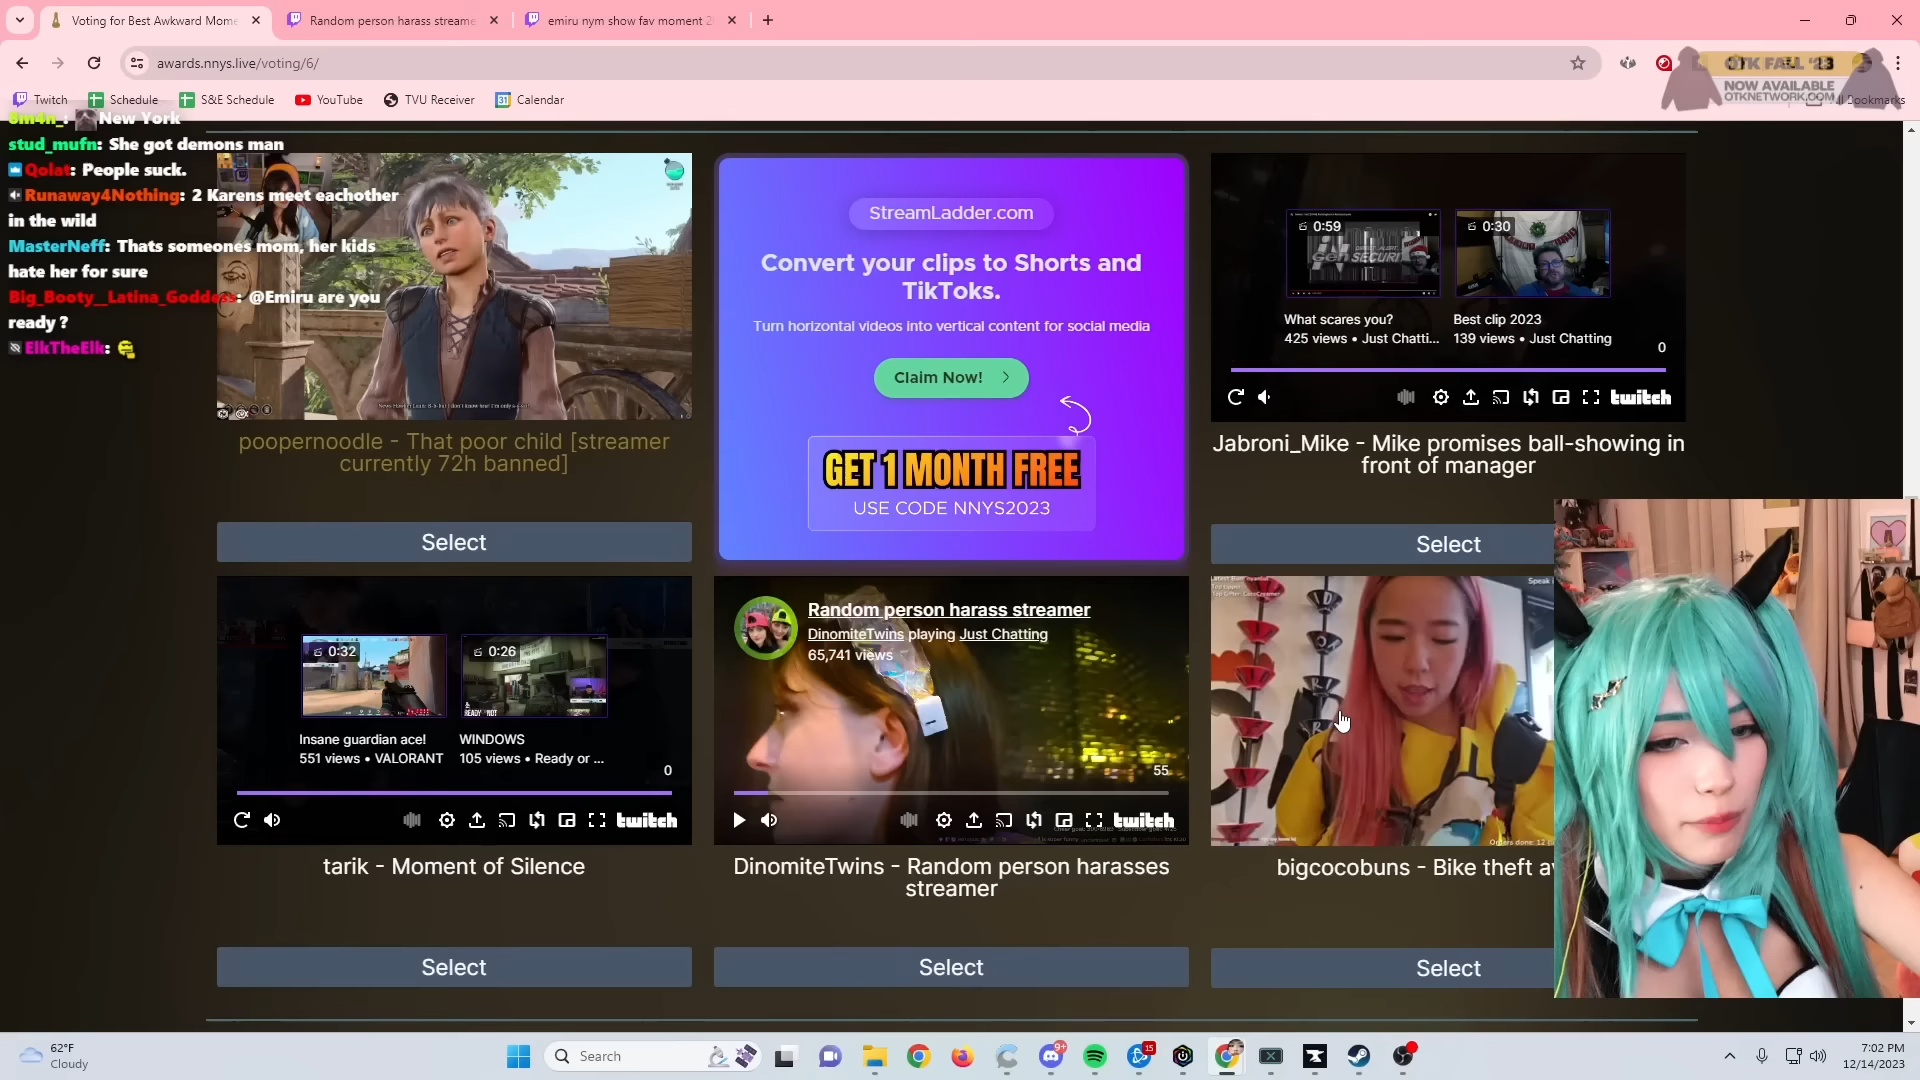 Voting for Best Awkward Mome
Random person harass streame
emiru nym show fav moment 2
awards.nnys.live/voting/6/
OTK FALL '23
NOW AVAILABLE
OTKNETWORK.COM
Twitch
Schedule
S&E Schedule
YouTube
TVU Receiver
31 Calendar
All Bookmarks
8m4n_: New York
stud_mufn: She got demons man
Qolat: People suck.
Runaway4Nothing: 2 Karens meet eachother
in the wild
MasterNeff: Thats someones mom, her kids
hate her for sure
Big_Booty__Latina_Goddess: @Emiru are you
ready ?
ElkTheElk:
poopernoodle - That poor child [streamer
currently 72h banned]
Select
StreamLadder.com
Convert your clips to Shorts and
TikToks.
Turn horizontal videos into vertical content for social media
Claim Now!
GET 1 MONTH FREE
USE CODE NNYS2023
0:59
0:30
What scares you?
425 views • Just Chatti...
Best clip 2023
139 views • Just Chatting
0
twitch
Jabroni_Mike - Mike promises ball-showing in
front of manager
Select
0:32
0:26
Insane guardian ace!
551 views • VALORANT
WINDOWS
105 views • Ready or ...
0
twitch
tarik - Moment of Silence
Select
Random person harass streamer
DinomiteTwins playing Just Chatting
65,741 views
55
twitch
DinomiteTwins - Random person harasses
streamer
Select
Speak
bigcocobuns - Bike theft av
Select
62°F
Cloudy
Search
9+
15
7:02 PM
12/14/2023